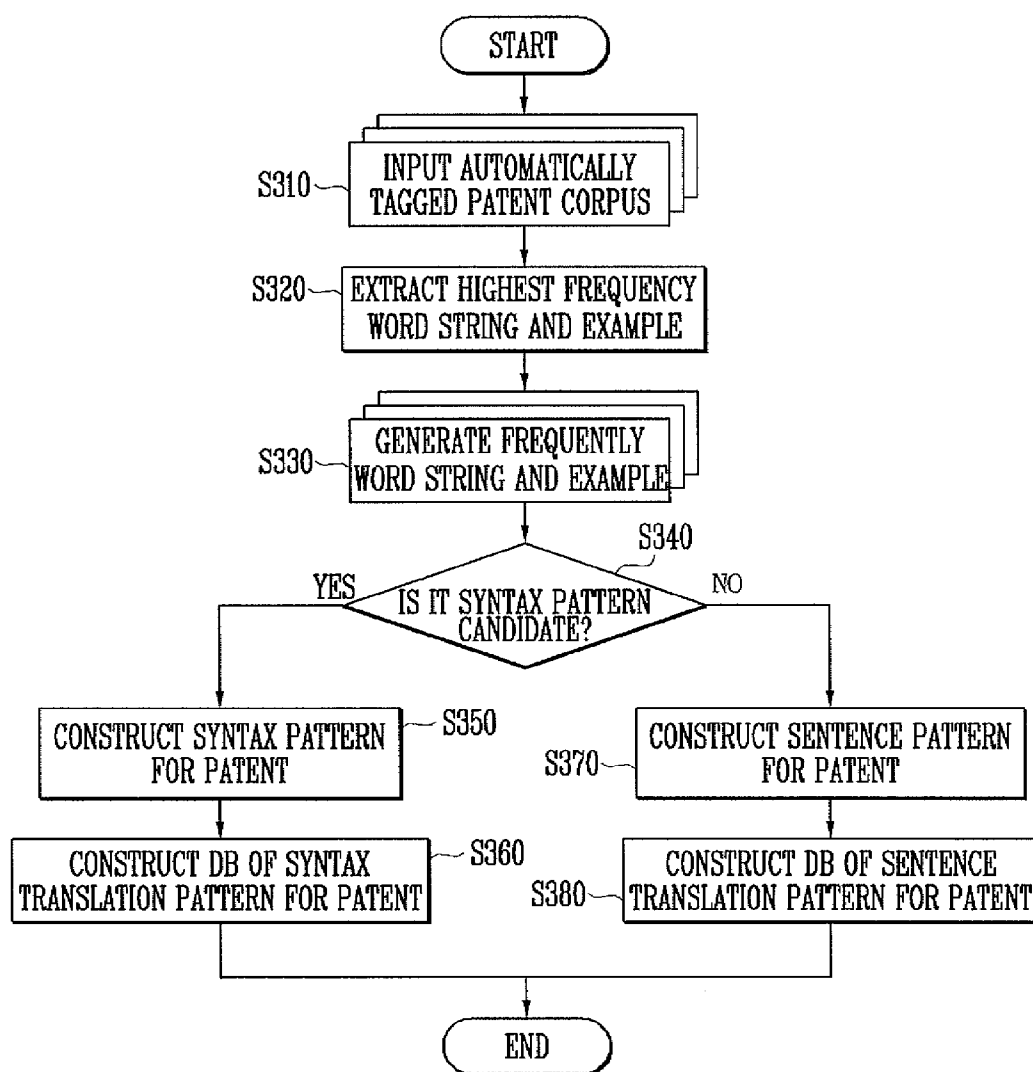 START
S310
INPUT AUTOMATICALLY
TAGGED PATENT CORPUS
S320
EXTRACT HIGHEST FREQUENCY
WORD STRING AND EXAMPLE
S330
GENERATE FREQUENTLY
WORD STRING AND EXAMPLE
S340
YES
NO
IS IT SYNTAX PATTERN
CANDIDATE?
CONSTRUCT SYNTAX PATTERN
FOR PATENT
S350
S370
CONSTRUCT SENTENCE PATTERN
FOR PATENT
CONSTRUCT DB OF SYNTAX
TRANSLATION PATTERN FOR PATENT
S360
S380
CONSTRUCT DB OF SENTENCE
TRANSLATION PATTERN FOR PATENT
END